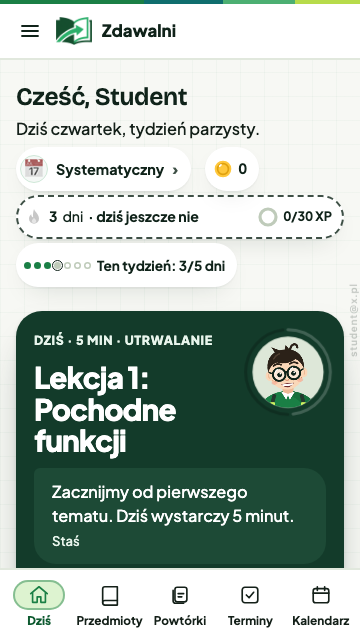 Zdawalni
Cześć, Student
Dziś czwartek, tydzień parzysty.
17 Systematyczny › 0
3 dni · dziś jeszcze nie 0/30 XP
Ten tydzień: 3/5 dni
student@x.pl
DZIŚ · 5 MIN · UTRWALANIE
Lekcja 1:
Pochodne
funkcji
Zacznijmy od pierwszego
tematu. Dziś wystarczy 5 minut.
Staś
Dziś Przedmioty Powtórki Terminy Kalendarz